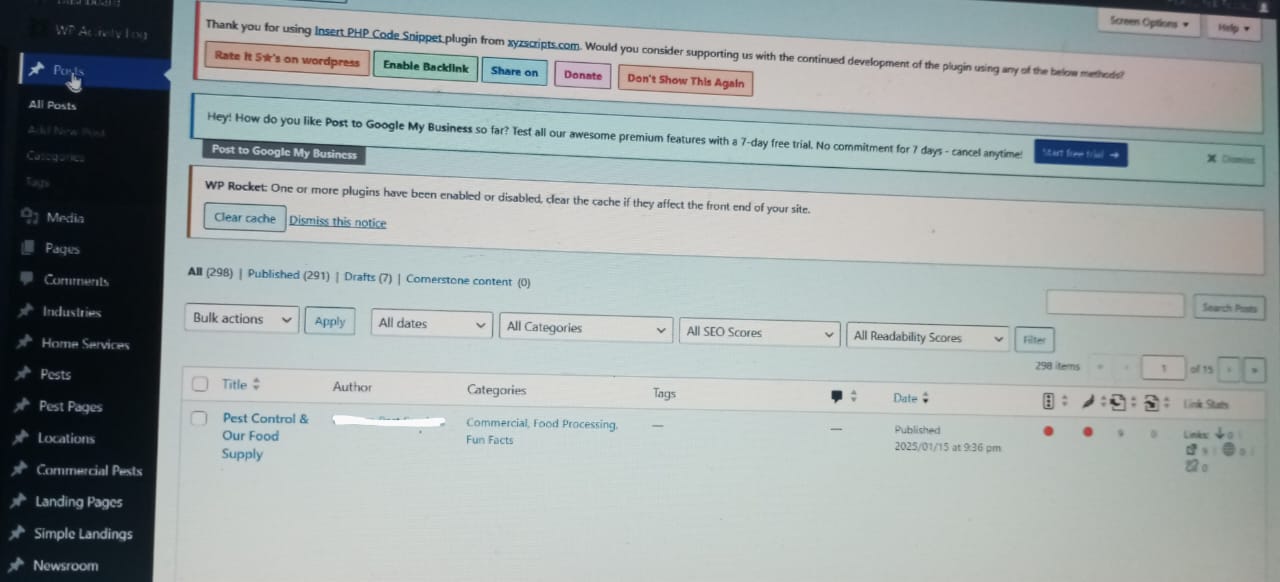 WP Activity Log
Posts
All Posts
Add New Post
Categories
Tags
Media
Pages
Comments
Industries
Home Services
Pests
Pest Pages
Locations
Commercial Pests
Landing Pages
Simple Landings
Newsroom
Screen Options
Help
Thank you for using Insert PHP Code Snippet plugin from xyzscripts.com. Would you consider supporting us with the continued development of the plugin using any of the below methods?
Rate it 5★'s on wordpress
Enable Backlink
Share on
Donate
Don't Show This Again
Hey! How do you like Post to Google My Business so far? Test all our awesome premium features with a 7-day free trial. No commitment for 7 days - cancel anytime!
Start free trial →
Dismiss
Post to Google My Business
WP Rocket: One or more plugins have been enabled or disabled, clear the cache if they affect the front end of your site.
Clear cache Dismiss this notice
All (298) | Published (291) | Drafts (7) | Cornerstone content (0)
Search Posts
Bulk actions Apply All dates All Categories All SEO Scores All Readability Scores Filter
298 items « ‹ 1 of 15 › »
Title Author Categories Tags Date Link Stats
Pest Control &
Our Food
Supply
Commercial, Food Processing,
Fun Facts
—
—
Published
2025/01/15 at 9:36 pm
9 0
Links: 0
9 | 0
0